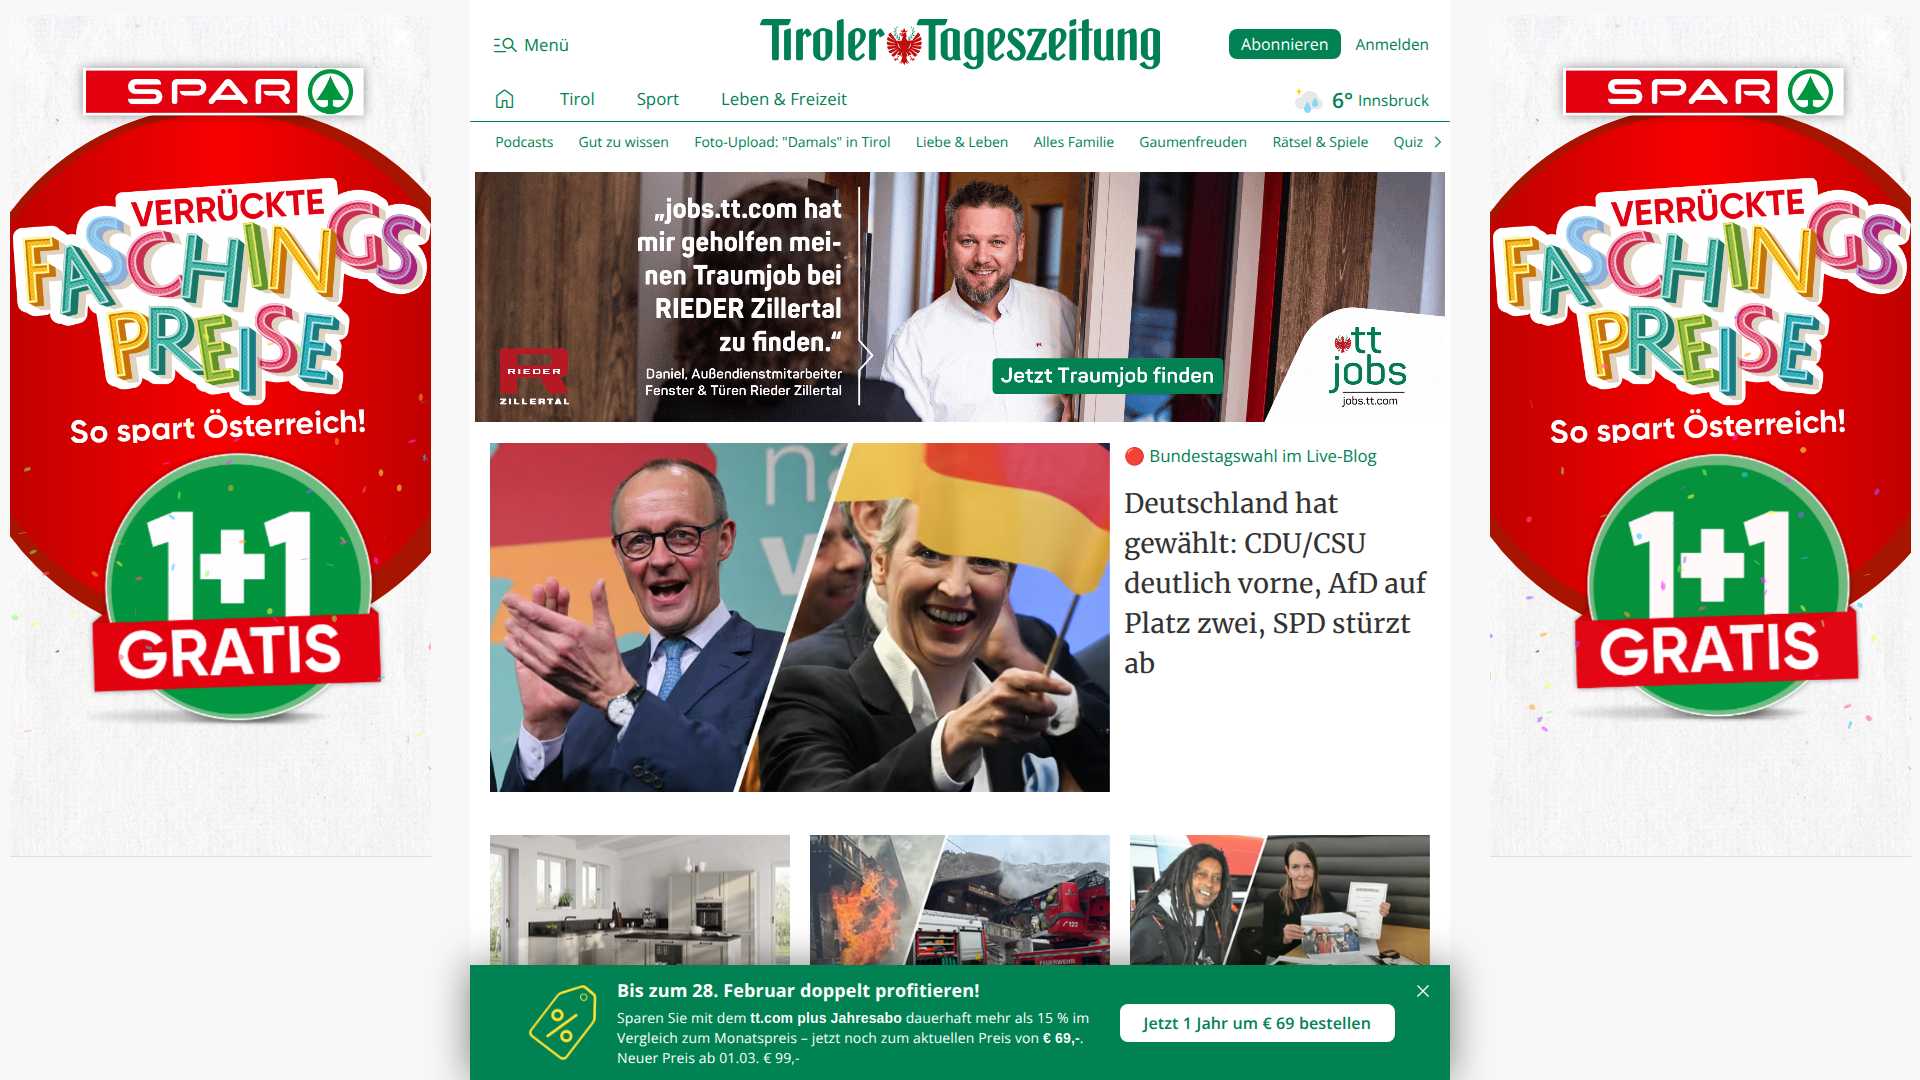 SPAR
VERRÜCKTE
FASCHINGS
PREISE
So spart Österreich!
1+1
GRATIS
Menü
Tiroler Tageszeitung
Abonnieren
Anmelden
Tirol
Sport
Leben & Freizeit
6° Innsbruck
Podcasts
Gut zu wissen
Foto-Upload: "Damals" in Tirol
Liebe & Leben
Alles Familie
Gaumenfreuden
Rätsel & Spiele
Quiz
„jobs.tt.com hat
mir geholfen mei-
nen Traumjob bei
RIEDER Zillertal
zu finden.“
Daniel, Außendienstmitarbeiter
Fenster & Türen Rieder Zillertal
R
RIEDER
ZILLERTAL
Jetzt Traumjob finden
tt
jobs
jobs.tt.com
na
w
Bundestagswahl im Live-Blog
Deutschland hat
gewählt: CDU/CSU
deutlich vorne, AfD auf
Platz zwei, SPD stürzt
ab
122
FEUERWEHR
Bis zum 28. Februar doppelt profitieren!
Sparen Sie mit dem tt.com plus Jahresabo dauerhaft mehr als 15 % im
Vergleich zum Monatspreis – jetzt noch zum aktuellen Preis von € 69,-.
Neuer Preis ab 01.03. € 99,-
Jetzt 1 Jahr um € 69 bestellen
SPAR
VERRÜCKTE
FASCHINGS
PREISE
So spart Österreich!
1+1
GRATIS